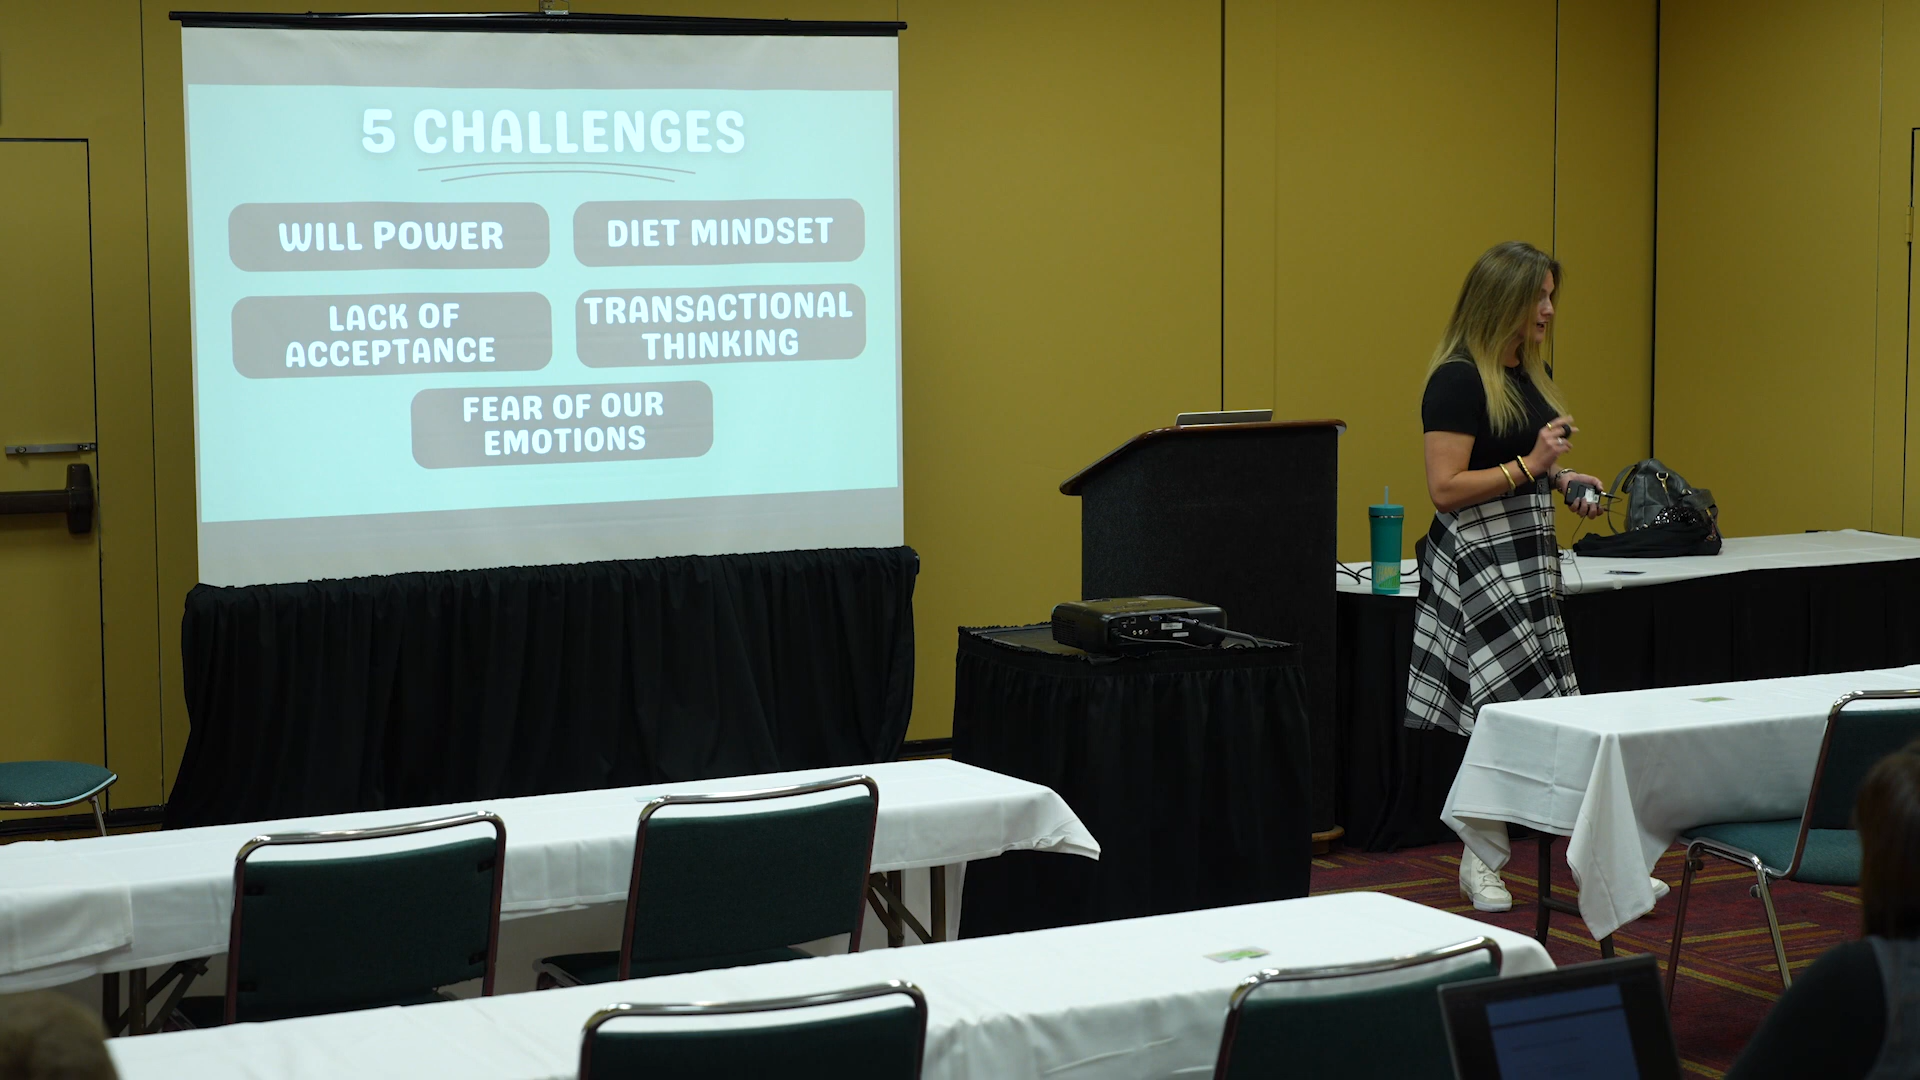 5 CHALLENGES
WILL POWER
DIET MINDSET
LACK OF
ACCEPTANCE
TRANSACTIONAL
THINKING
FEAR OF OUR
EMOTIONS